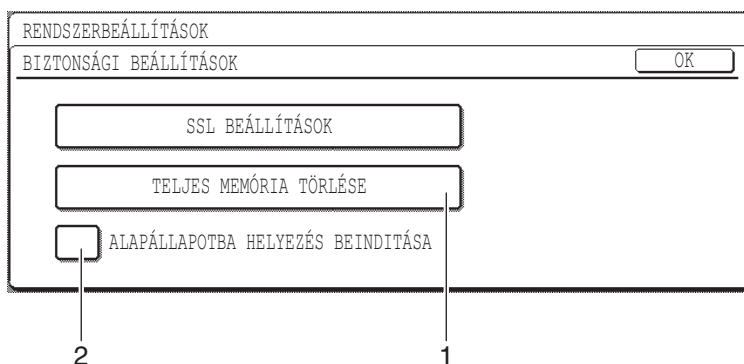 RENDSZERBEÁLLÍTÁSOK
BIZTONSÁGI BEÁLLÍTÁSOK OK
SSL BEÁLLÍTÁSOK
TELJES MEMÓRIA TÖRLÉSE
ALAPÁLLAPOTBA HELYEZÉS BEINDITÁSA
2 1